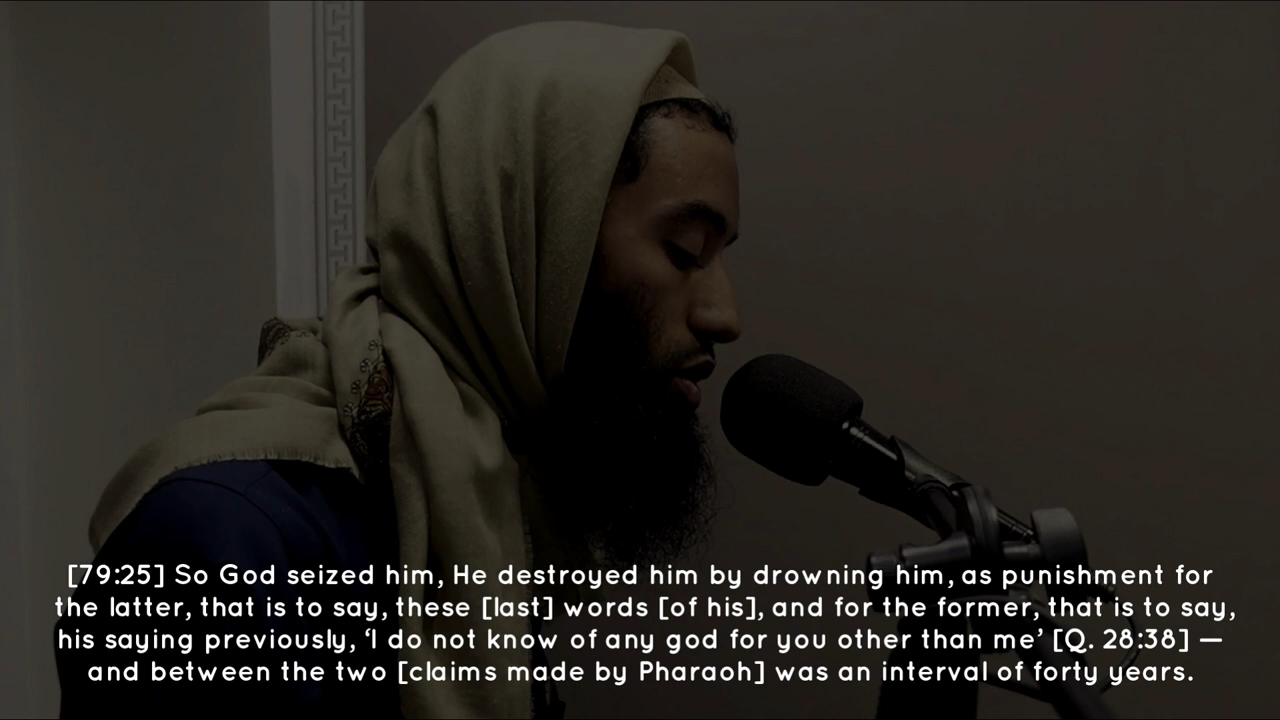 [79:25] So God seized him, He destroyed him by drowning him, as punishment for
the latter, that is to say, these [last] words [of his], and for the former, that is to say,
his saying previously, ‘I do not know of any god for you other than me’ [Q. 28:38] —
and between the two [claims made by Pharaoh] was an interval of forty years.